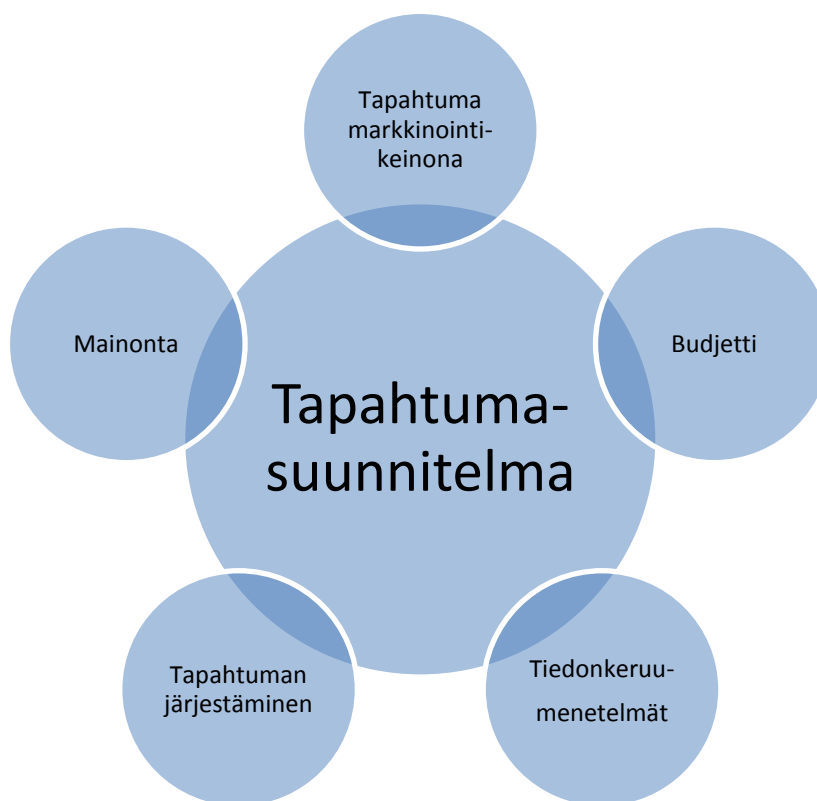 Tapahtuma
markkinointi-
keinona
Mainonta
Budjetti
Tapahtuma-
suunnitelma
Tapahtuman
järjestäminen
Tiedonkeruu-
menetelmät